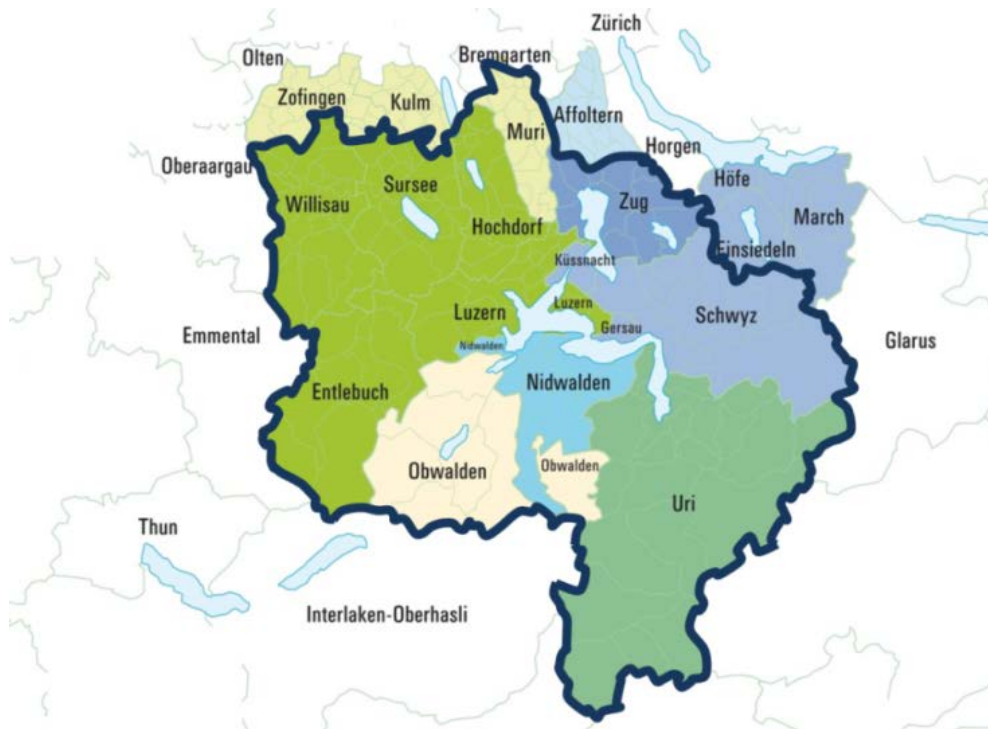 Zürich
Bremgarten
Olten
Zofingen
Kulm
Affoltern
Muri
Horgen
Oberaargau
Höfe
Sursee
Willisau
Zug
March
Hochdorf
Einsiedeln
Küssnacht
Luzern
Luzern
Schwyz
Gersau
Emmental
Glarus
Nidwalden
Nidwalden
Entlebuch
Obwalden
Obwalden
Uri
Thun
Interlaken-Oberhasli